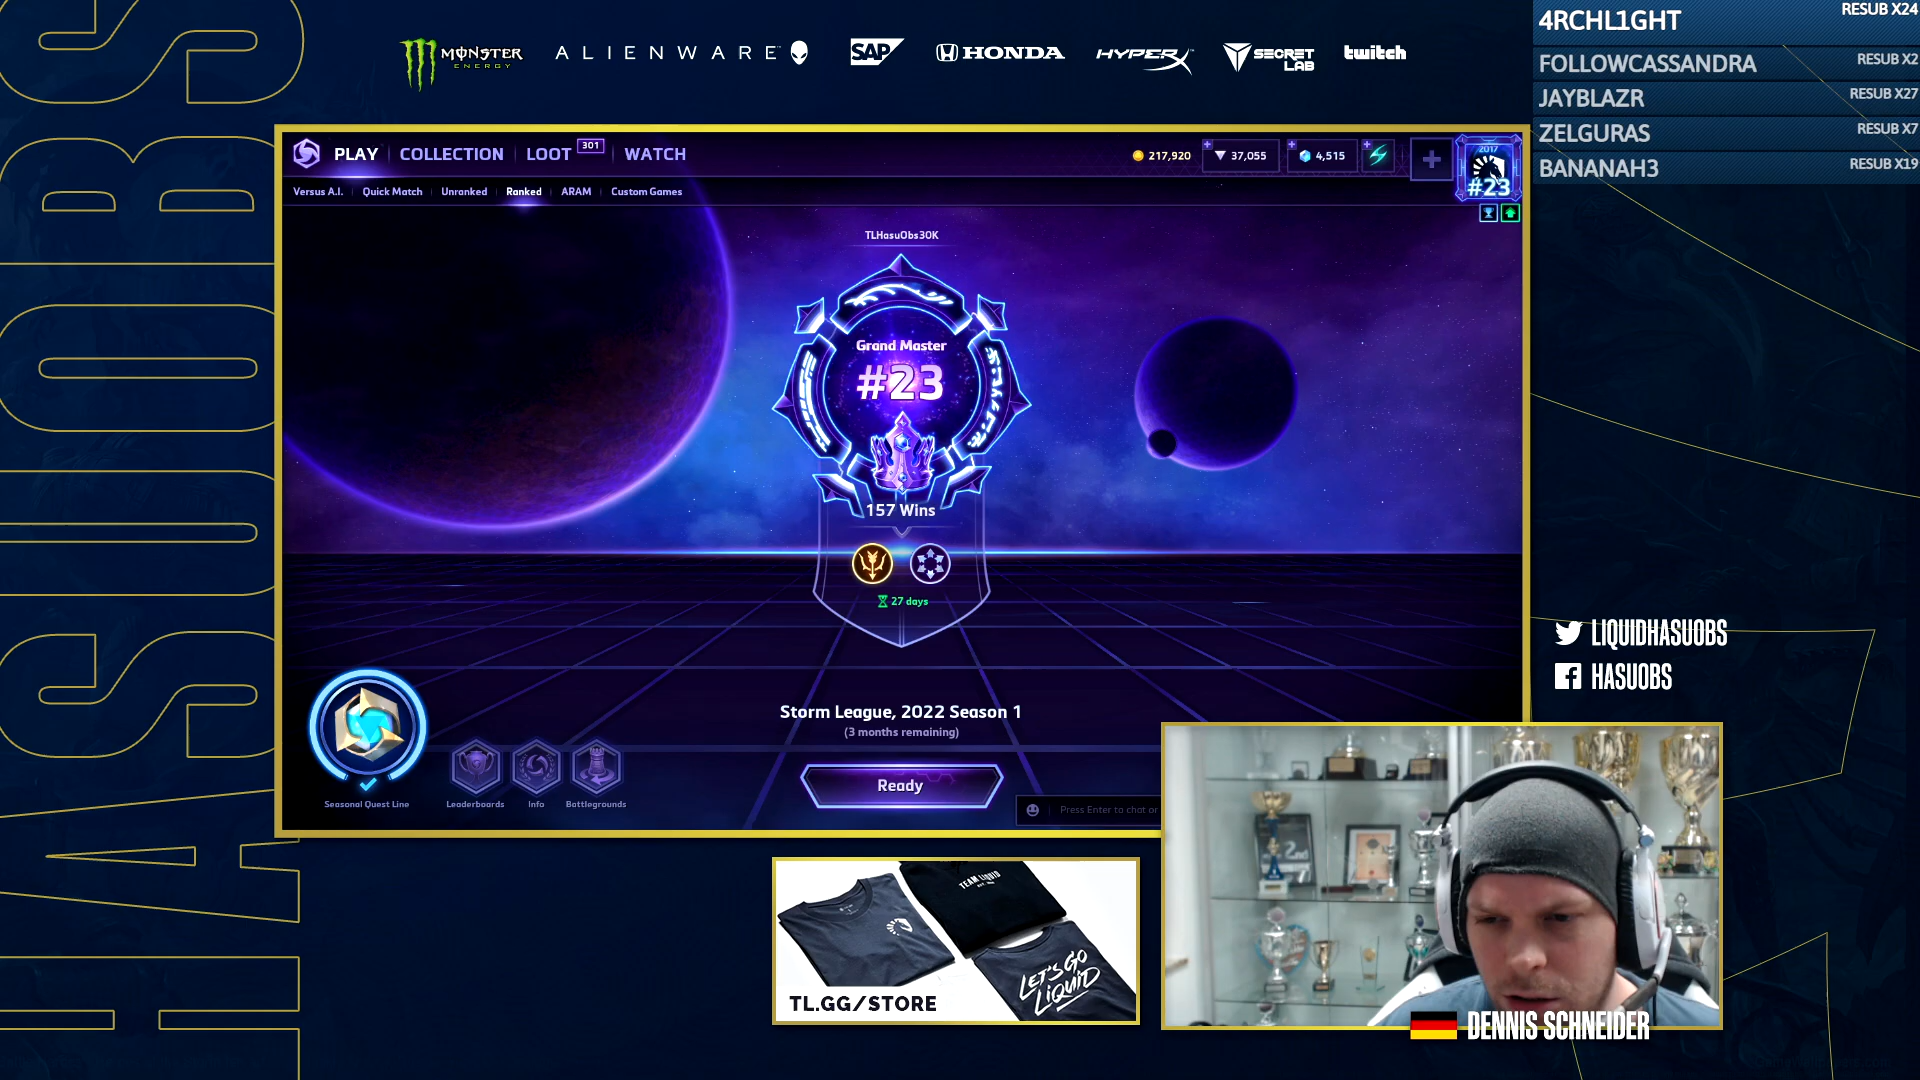 MONSTER ENERGY
ALIENWARE
SAP
HONDA
HYPERX
SECRET LAB
twitch
4RCHL1GHT RESUB X24
FOLLOWCASSANDRA RESUB X2
JAYBLAZR RESUB X27
ZELGURAS RESUB X7
BANANAH3 RESUB X19
HASUOBS
PLAY COLLECTION LOOT 301 WATCH
217,920 37,055 4,515
2017
#23
Versus A.I. Quick Match Unranked Ranked ARAM Custom Games
TLHasuObs30K
Grand Master
#23
157 Wins
27 days
Storm League, 2022 Season 1
(3 months remaining)
Ready
Seasonal Quest Line Leaderboards Info Battlegrounds
Press Enter to chat or
LIQUIDHASUOBS
HASUOBS
TEAM LIQUID
LET'S GO
LIQUID
TL.GG/STORE
2nd
DENNIS SCHNEIDER